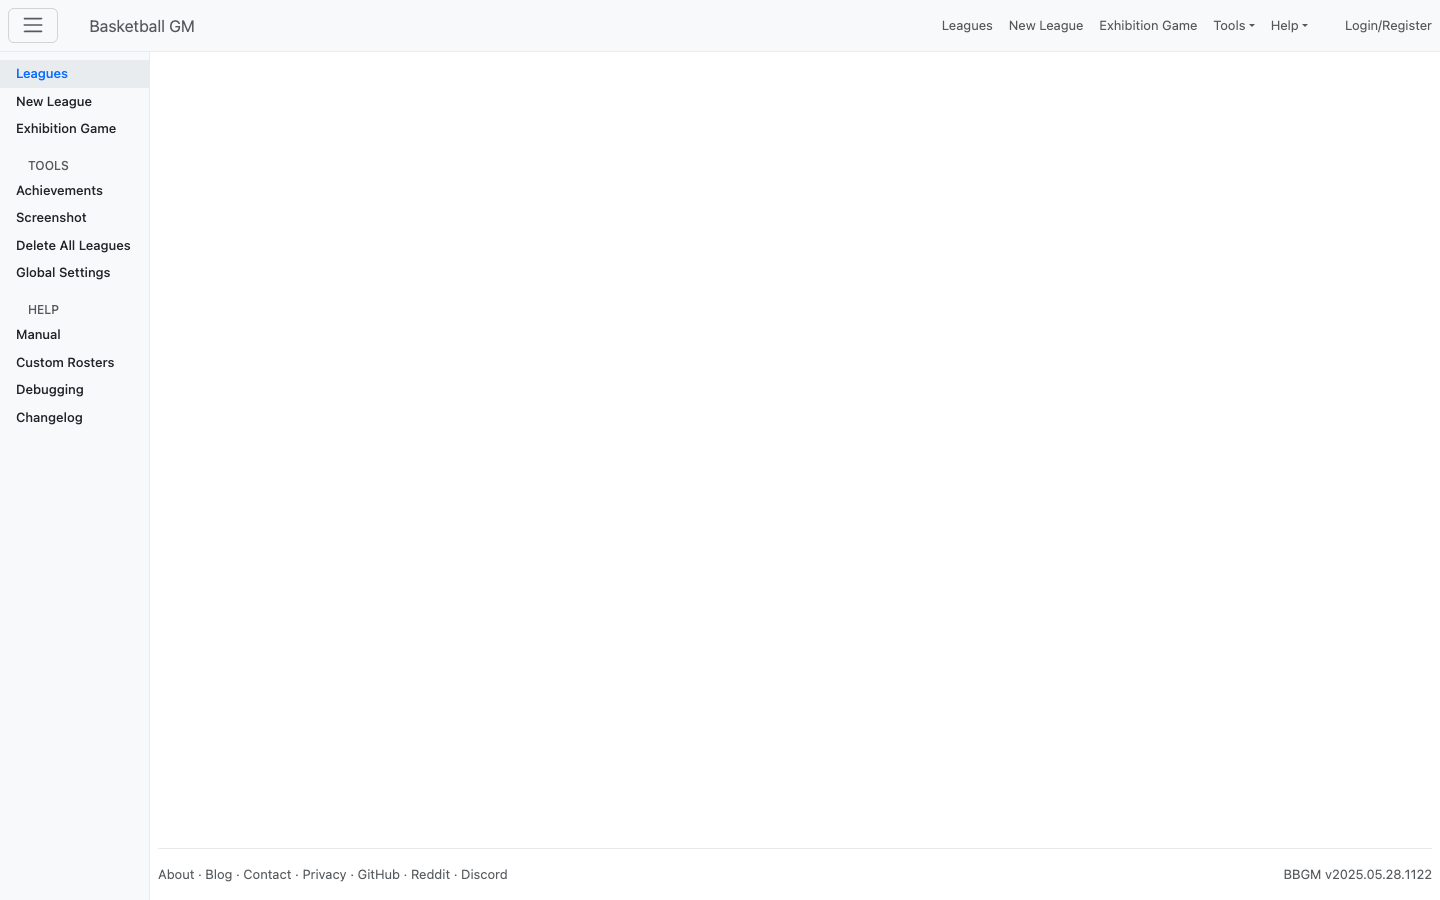 Basketball GM
Leagues New League Exhibition Game Tools Help Login/Register
Leagues
New League
Exhibition Game
TOOLS
Achievements
Screenshot
Delete All Leagues
Global Settings
HELP
Manual
Custom Rosters
Debugging
Changelog
About · Blog · Contact · Privacy · GitHub · Reddit · Discord
BBGM v2025.05.28.1122